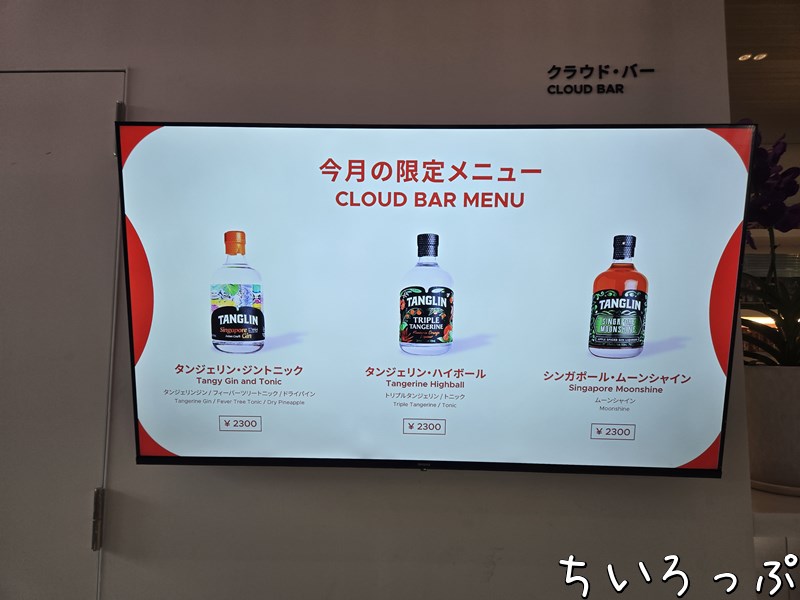 クラウド・バー
CLOUD BAR
今月の限定メニュー
CLOUD BAR MENU
TANGLIN
Singapore
Gin
TANGLIN
TRIPLE
TANGERINE
TANGLIN
SINGAPORE
MOONSHINE
タンジェリン・ジントニック
Tangy Gin and Tonic
タンジェリンジン / フィーバーツリートニック / ドライパイン
Tangerine Gin / Fever Tree Tonic / Dry Pineapple
¥ 2300
タンジェリン・ハイボール
Tangerine Highball
トリプルタンジェリン / トニック
Triple Tangerine / Tonic
¥ 2300
シンガポール・ムーンシャイン
Singapore Moonshine
ムーンシャイン
Moonshine
¥ 2300
ちいろっぷ